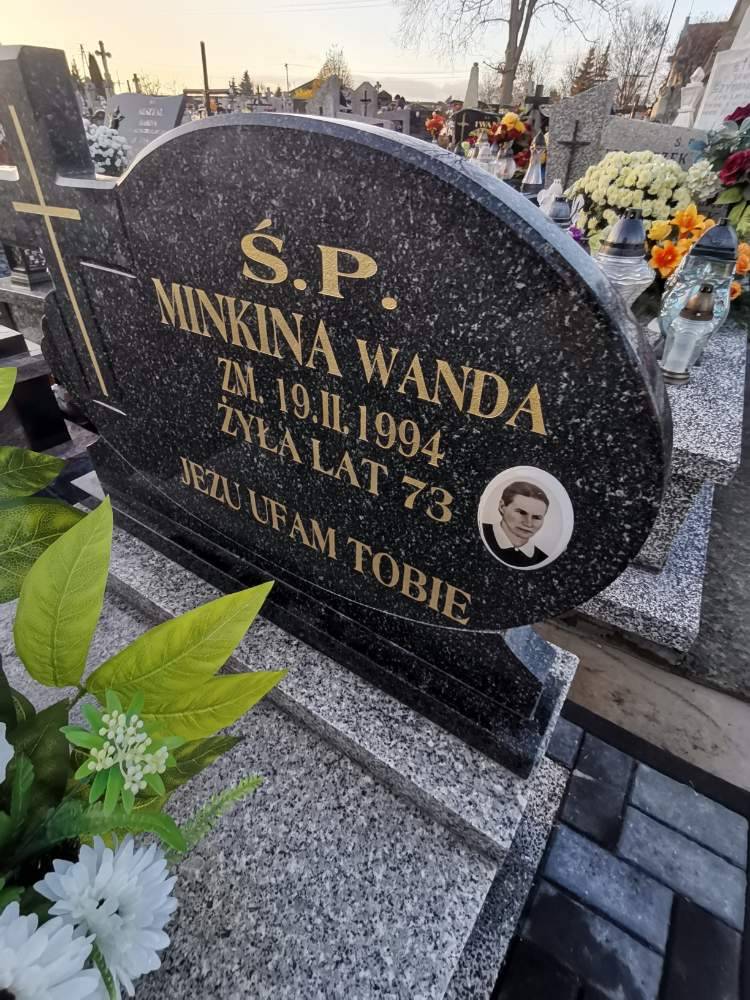 Ś.P.
MINKINA WANDA
ZM. 19.II.1994
ŻYŁA LAT 73
JEZU UFAM TOBIE